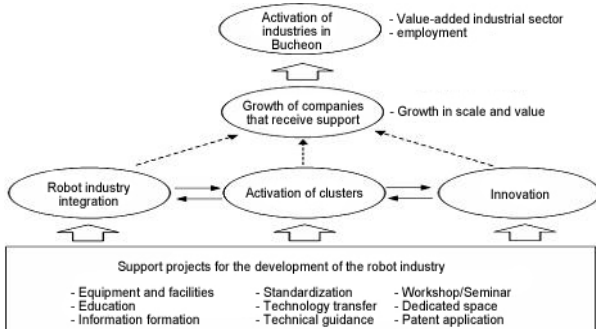 Activation of
industries in
Bucheon
- Value-added industrial sector
- employment
Growth of companies
that receive support
- Growth in scale and value
Robot industry
integration
Activation of clusters
Innovation
Support projects for the development of the robot industry
- Equipment and facilities
- Education
- Information formation
- Standardization
- Technology transfer
- Technical guidance
- Workshop/Seminar
- Dedicated space
- Patent application